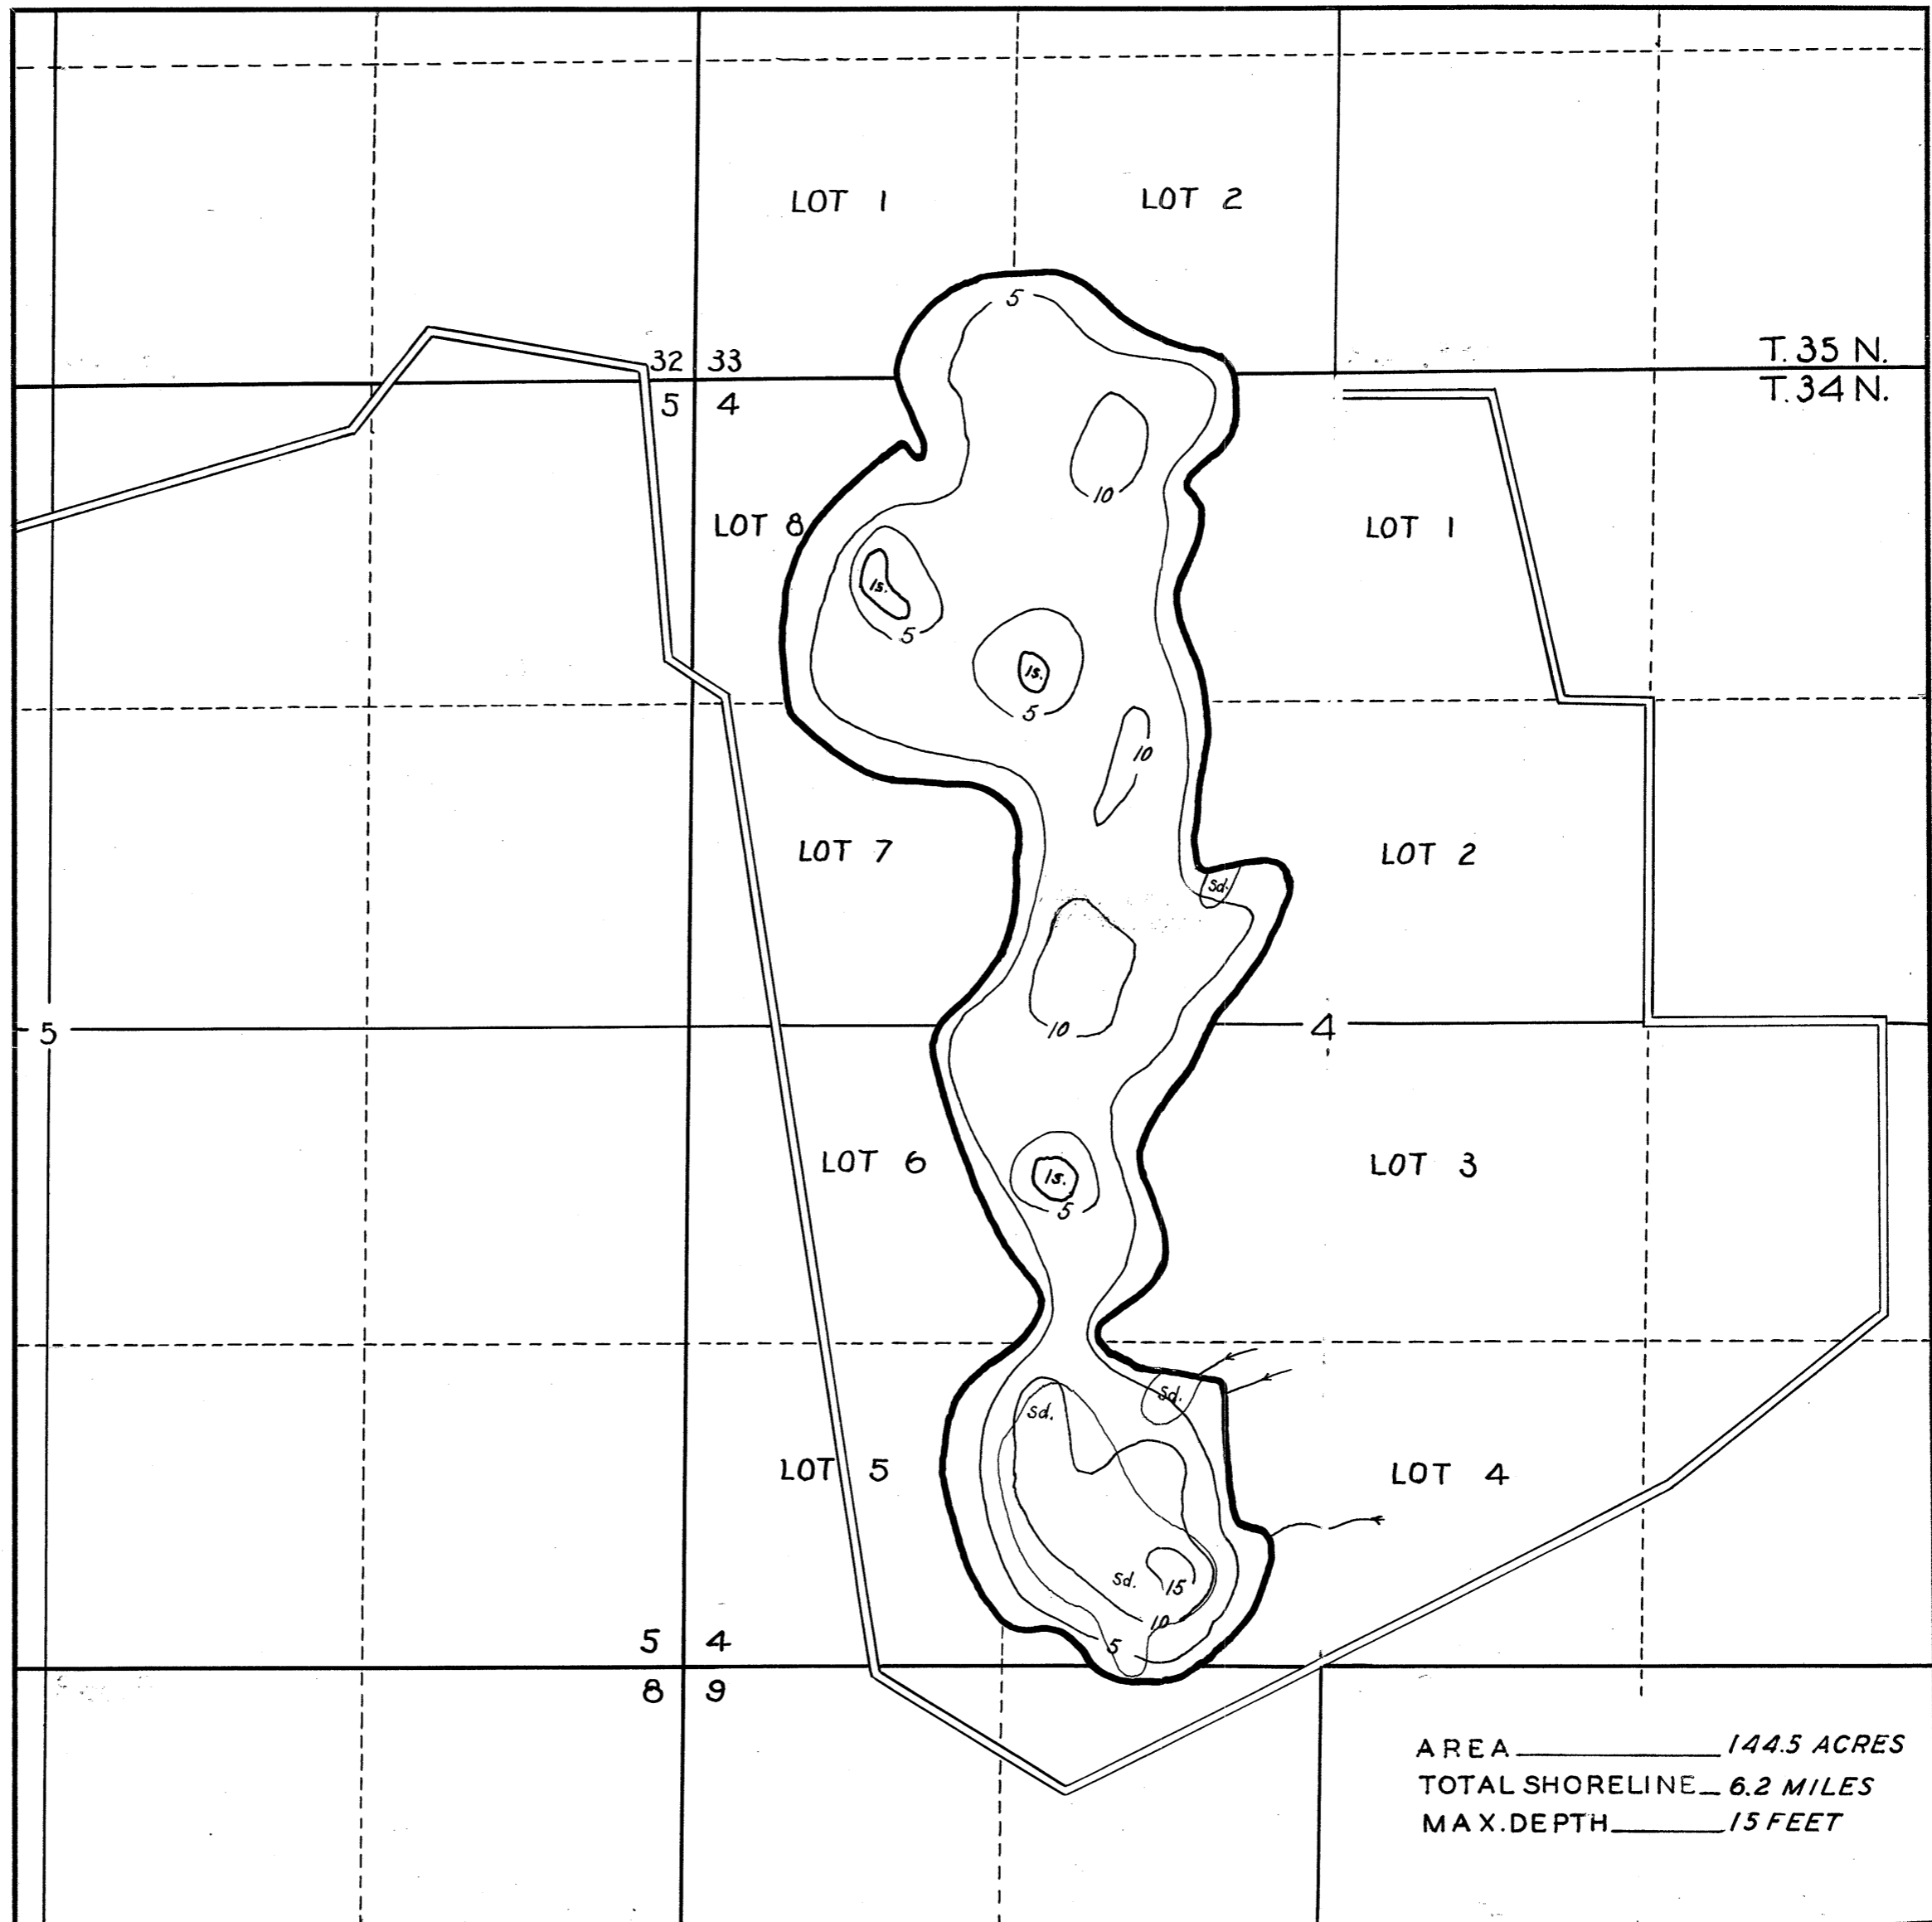 LOT 1
LOT 2
5
32 33
T. 35 N.
5 4
T. 34 N.
10
LOT 8
LOT 1
Is.
5
Is.
5
10
LOT 7
LOT 2
Sd.
10
5
4
LOT 6
LOT 3
Is.
5
Sd.
Sd.
LOT 5
LOT 4
Sd.
15
10
5
5 4
8 9
AREA 144.5 ACRES
TOTAL SHORELINE 6.2 MILES
MAX. DEPTH 15 FEET